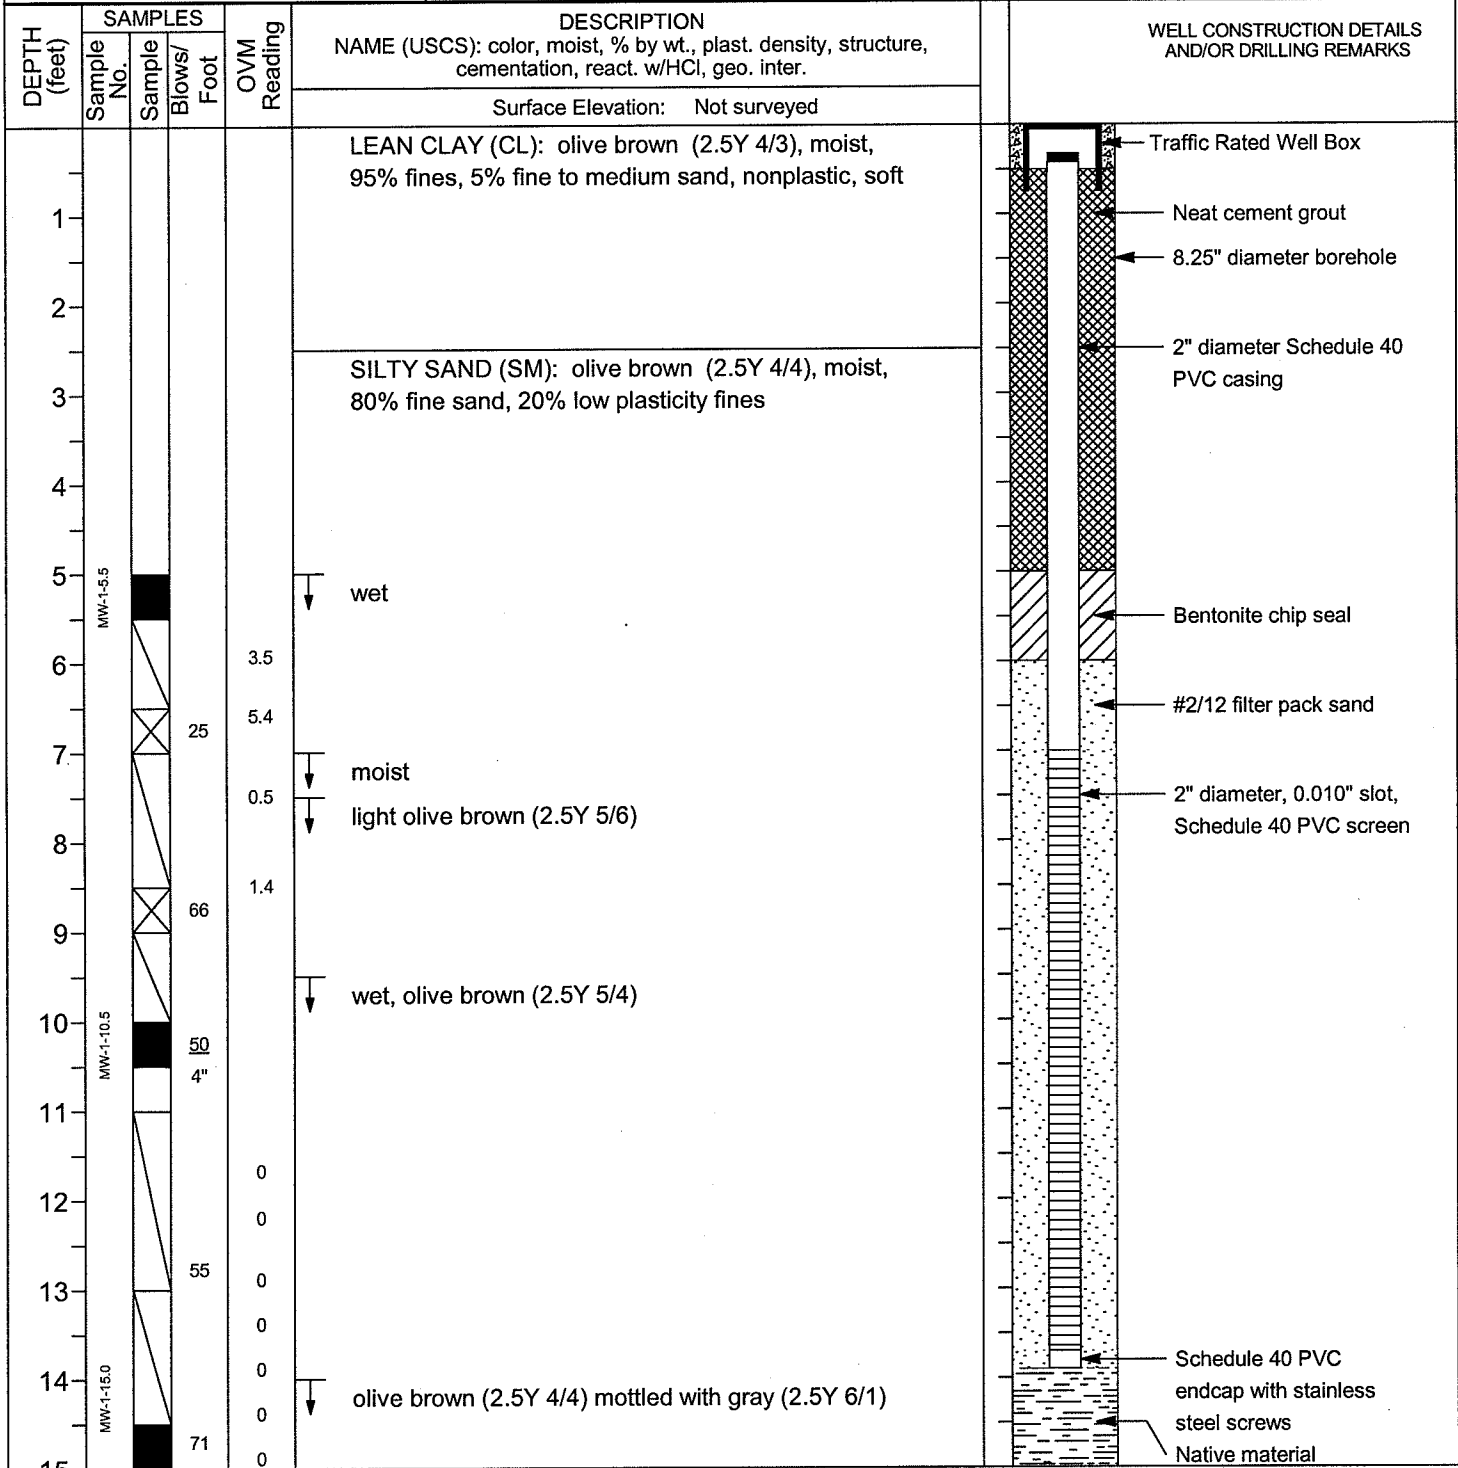 DEPTH (feet)
SAMPLES
Sample No.
Sample
Blows/ Foot
OVM Reading
DESCRIPTION
NAME (USCS): color, moist, % by wt., plast. density, structure,
cementation, react. w/HCl, geo. inter.
Surface Elevation: Not surveyed
WELL CONSTRUCTION DETAILS
AND/OR DRILLING REMARKS
LEAN CLAY (CL): olive brown (2.5Y 4/3), moist,
95% fines, 5% fine to medium sand, nonplastic, soft
Traffic Rated Well Box
1
Neat cement grout
8.25" diameter borehole
2
SILTY SAND (SM): olive brown (2.5Y 4/4), moist,
80% fine sand, 20% low plasticity fines
2" diameter Schedule 40
PVC casing
3
4
5
MW-1-5.5
wet
Bentonite chip seal
6
3.5
5.4
#2/12 filter pack sand
25
7
moist
0.5
light olive brown (2.5Y 5/6)
2" diameter, 0.010" slot,
Schedule 40 PVC screen
8
1.4
66
9
wet, olive brown (2.5Y 5/4)
10
MW-1-10.5
50
4"
11
0
12
0
55
0
13
0
0
Schedule 40 PVC
endcap with stainless
steel screws
14
MW-1-15.0
olive brown (2.5Y 4/4) mottled with gray (2.5Y 6/1)
0
71
0
Native material
15